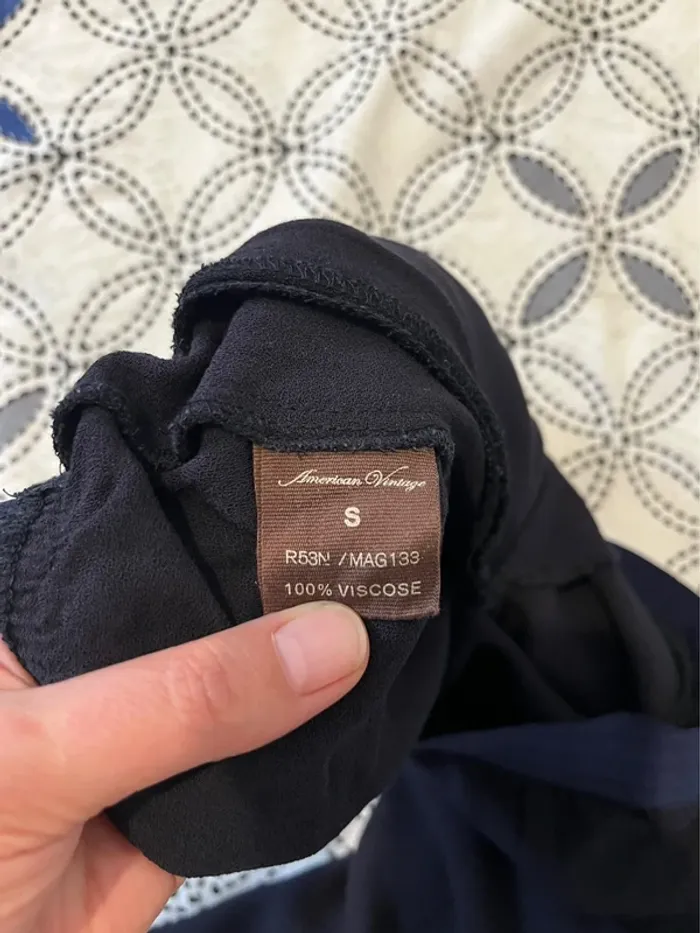 American Vintage
S
R53N /MAG133
100% VISCOSE